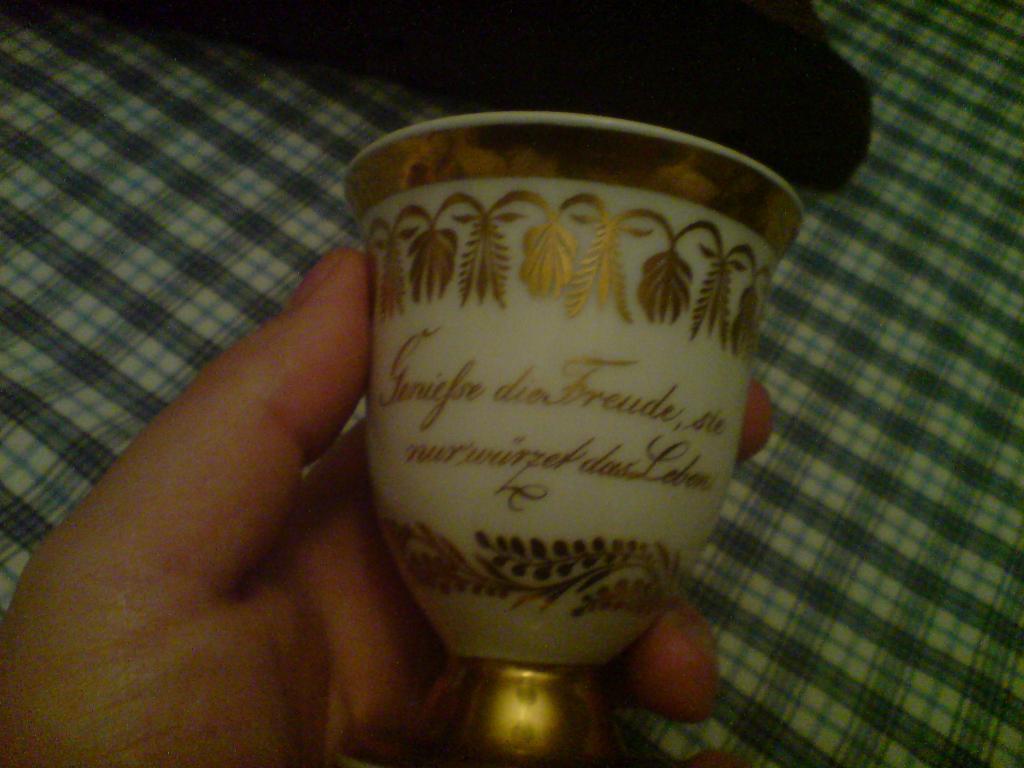 Genieſse die Freude, sie
nur würzet das Leben